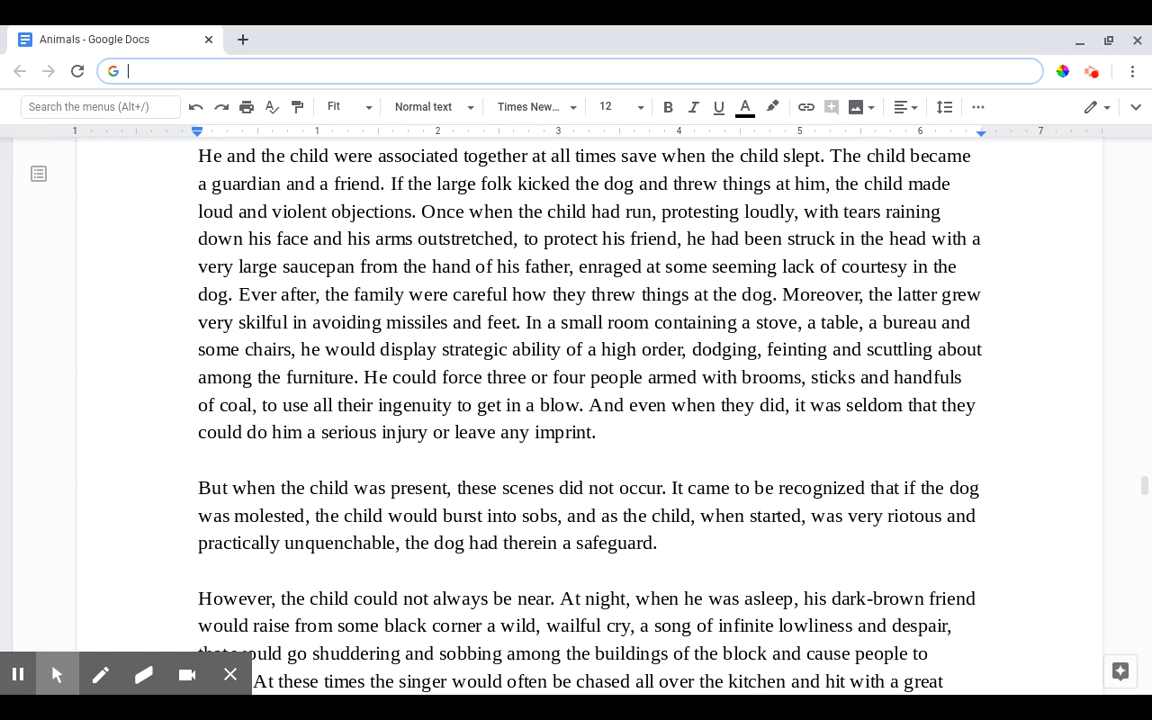 Animals - Google Docs
Search the menus (Alt+/)
Fit
Normal text
Times New...
12
1 1 2 3 4 5 6 7
He and the child were associated together at all times save when the child slept. The child became
a guardian and a friend. If the large folk kicked the dog and threw things at him, the child made
loud and violent objections. Once when the child had run, protesting loudly, with tears raining
down his face and his arms outstretched, to protect his friend, he had been struck in the head with a
very large saucepan from the hand of his father, enraged at some seeming lack of courtesy in the
dog. Ever after, the family were careful how they threw things at the dog. Moreover, the latter grew
very skilful in avoiding missiles and feet. In a small room containing a stove, a table, a bureau and
some chairs, he would display strategic ability of a high order, dodging, feinting and scuttling about
among the furniture. He could force three or four people armed with brooms, sticks and handfuls
of coal, to use all their ingenuity to get in a blow. And even when they did, it was seldom that they
could do him a serious injury or leave any imprint.
But when the child was present, these scenes did not occur. It came to be recognized that if the dog
was molested, the child would burst into sobs, and as the child, when started, was very riotous and
practically unquenchable, the dog had therein a safeguard.
However, the child could not always be near. At night, when he was asleep, his dark-brown friend
would raise from some black corner a wild, wailful cry, a song of infinite lowliness and despair,
that would go shuddering and sobbing among the buildings of the block and cause people to
At these times the singer would often be chased all over the kitchen and hit with a great